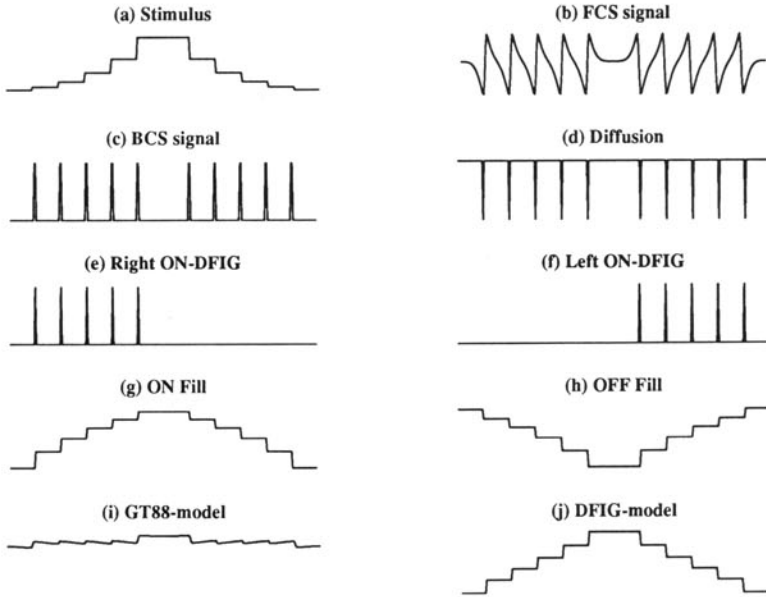 (a) Stimulus
(b) FCS signal
(c) BCS signal
(d) Diffusion
(e) Right ON-DFIG
(f) Left ON-DFIG
(g) ON Fill
(h) OFF Fill
(i) GT88-model
(j) DFIG-model